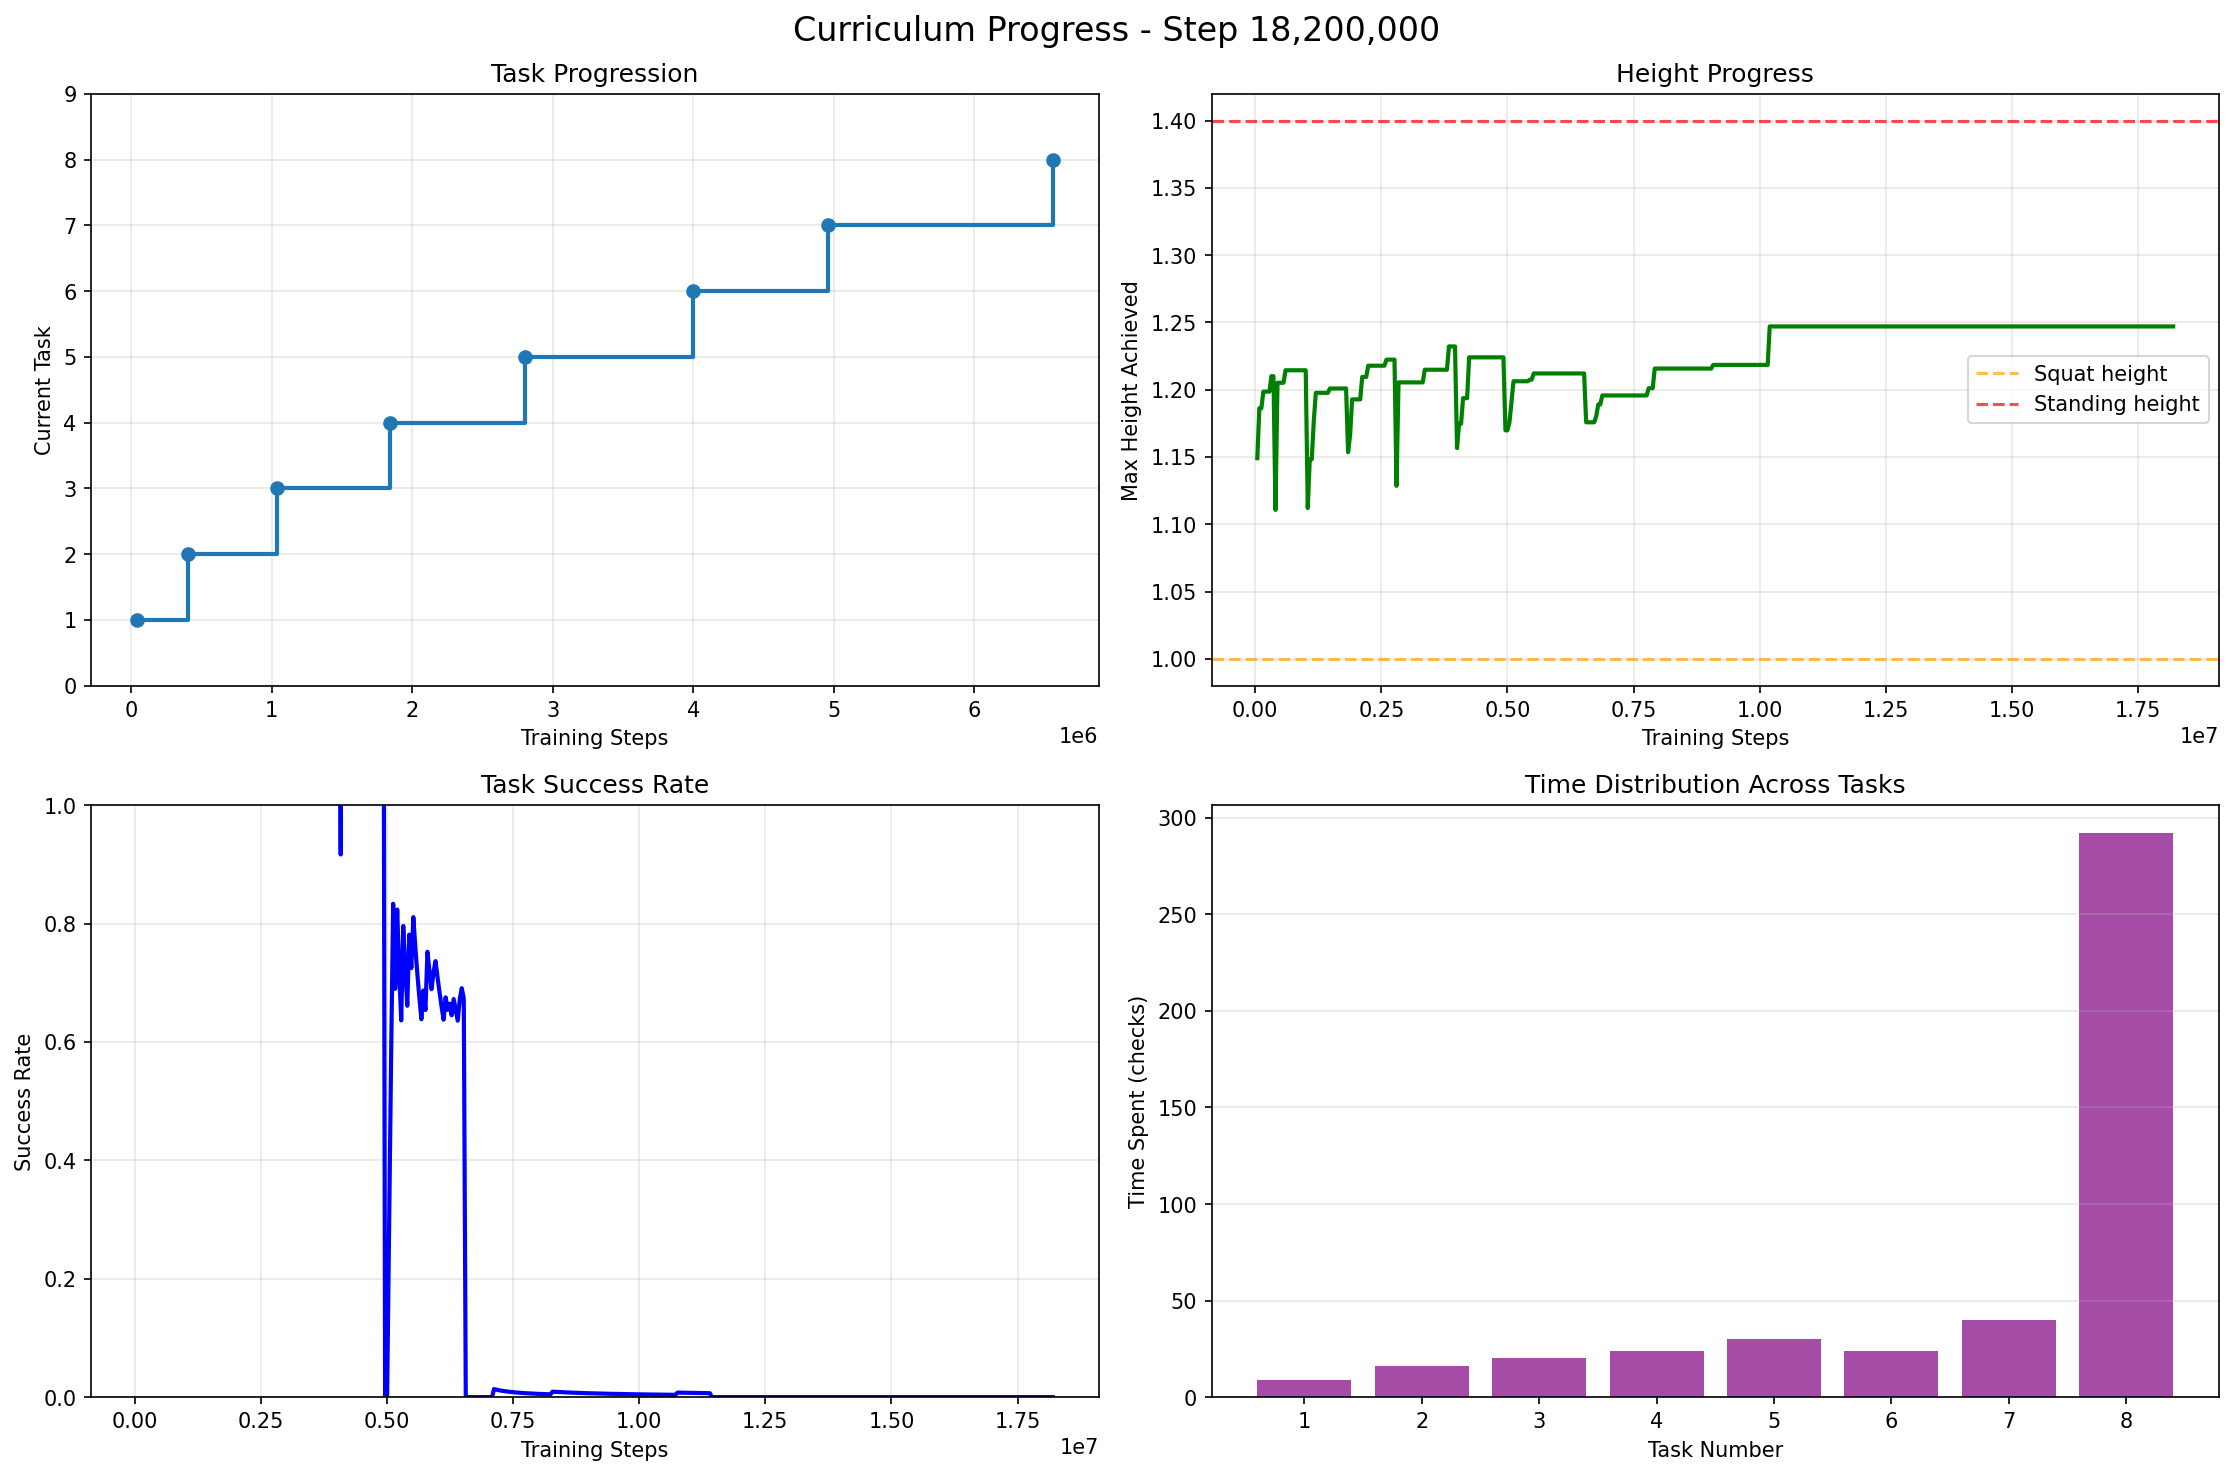 Curriculum Progress - Step 18,200,000
Task Progression
9
8
7
6
5
4
3
2
1
0
Current Task
0 1 2 3 4 5 6
1e6
Training Steps
Height Progress
1.40
1.35
1.30
1.25
1.20
1.15
1.10
1.05
1.00
Max Height Achieved
Squat height
Standing height
0.00 0.25 0.50 0.75 1.00 1.25 1.50 1.75
1e7
Training Steps
Task Success Rate
1.0
0.8
0.6
0.4
0.2
0.0
Success Rate
0.00 0.25 0.50 0.75 1.00 1.25 1.50 1.75
1e7
Training Steps
Time Distribution Across Tasks
300
250
200
150
100
50
0
Time Spent (checks)
1 2 3 4 5 6 7 8
Task Number